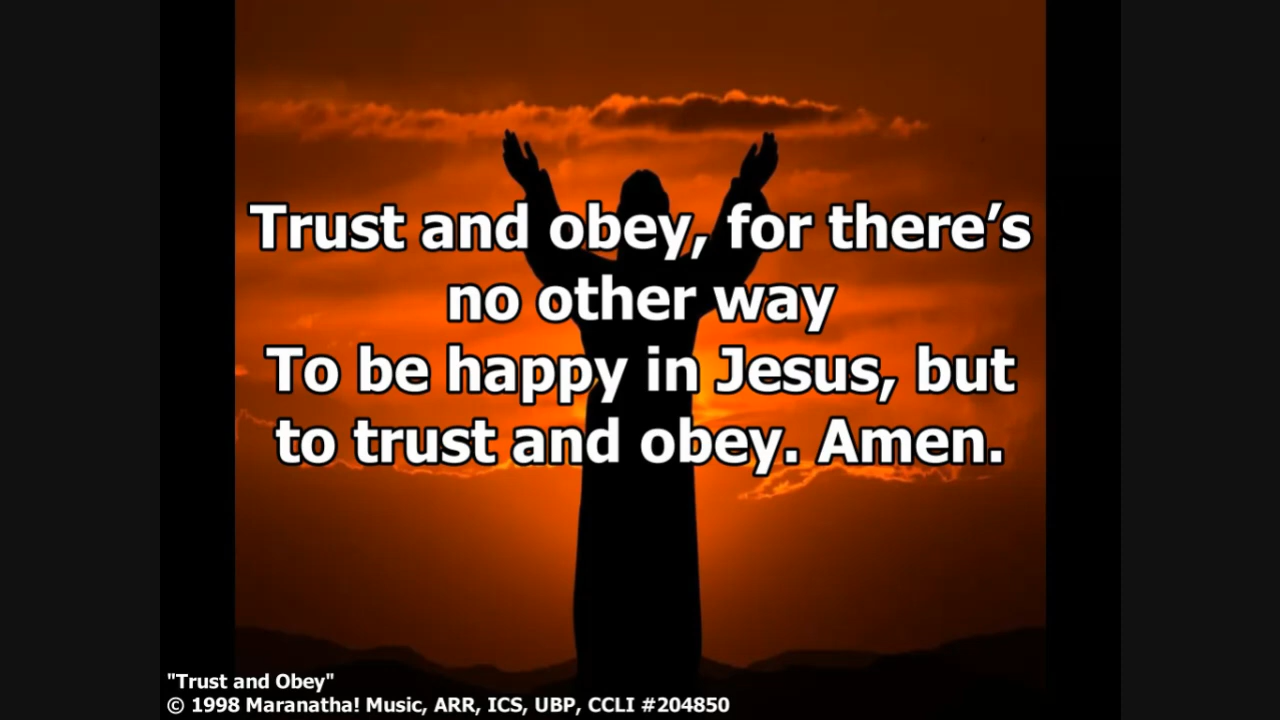 Trust and obey, for there’s
no other way
To be happy in Jesus, but
to trust and obey. Amen.
"Trust and Obey"
© 1998 Maranatha! Music, ARR, ICS, UBP, CCLI #204850